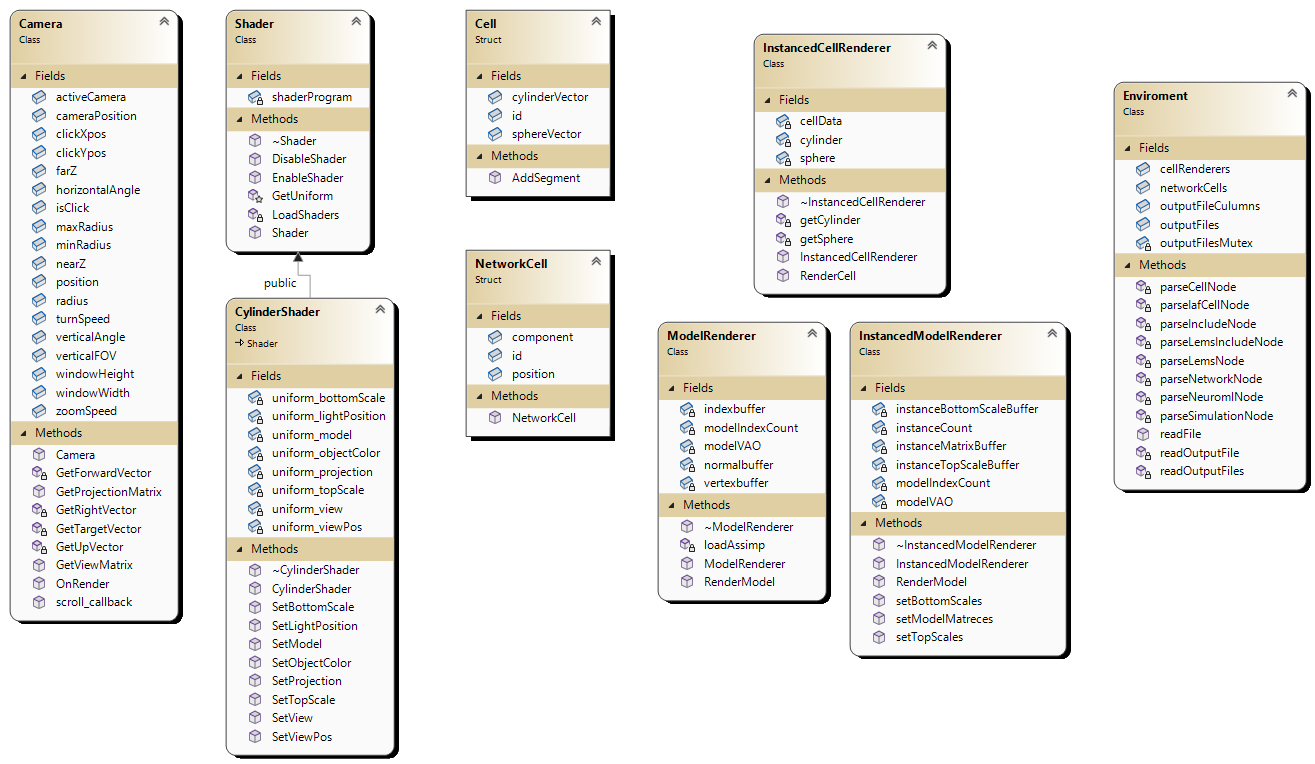 Camera
Class
Fields
activeCamera
cameraPosition
clickXpos
clickYpos
farZ
horizontalAngle
isClick
maxRadius
minRadius
nearZ
position
radius
turnSpeed
verticalAngle
verticalFOV
windowHeight
windowWidth
zoomSpeed
Methods
Camera
GetForwardVector
GetProjectionMatrix
GetRightVector
GetTargetVector
GetUpVector
GetViewMatrix
OnRender
scroll_callback
Shader
Class
Fields
shaderProgram
Methods
~Shader
DisableShader
EnableShader
GetUniform
LoadShaders
Shader
public
CylinderShader
Class
Shader
Fields
uniform_bottomScale
uniform_lightPosition
uniform_model
uniform_objectColor
uniform_projection
uniform_topScale
uniform_view
uniform_viewPos
Methods
~CylinderShader
CylinderShader
SetBottomScale
SetLightPosition
SetModel
SetObjectColor
SetProjection
SetTopScale
SetView
SetViewPos
Cell
Struct
Fields
cylinderVector
id
sphereVector
Methods
AddSegment
NetworkCell
Struct
Fields
component
id
position
Methods
NetworkCell
InstancedCellRenderer
Class
Fields
cellData
cylinder
sphere
Methods
~InstancedCellRenderer
getCylinder
getSphere
InstancedCellRenderer
RenderCell
ModelRenderer
Class
Fields
indexbuffer
modelIndexCount
modelVAO
normalbuffer
vertexbuffer
Methods
~ModelRenderer
loadAssimp
ModelRenderer
RenderModel
InstancedModelRenderer
Class
Fields
instanceBottomScaleBuffer
instanceCount
instanceMatrixBuffer
instanceTopScaleBuffer
modelIndexCount
modelVAO
Methods
~InstancedModelRenderer
InstancedModelRenderer
RenderModel
setBottomScales
setModelMatreces
setTopScales
Enviroment
Class
Fields
cellRenderers
networkCells
outputFileCulumns
outputFiles
outputFilesMutex
Methods
parseCellNode
parseIafCellNode
parseIncludeNode
parseLemsIncludeNode
parseLemsNode
parseNetworkNode
parseNeuromlNode
parseSimulationNode
readFile
readOutputFile
readOutputFiles